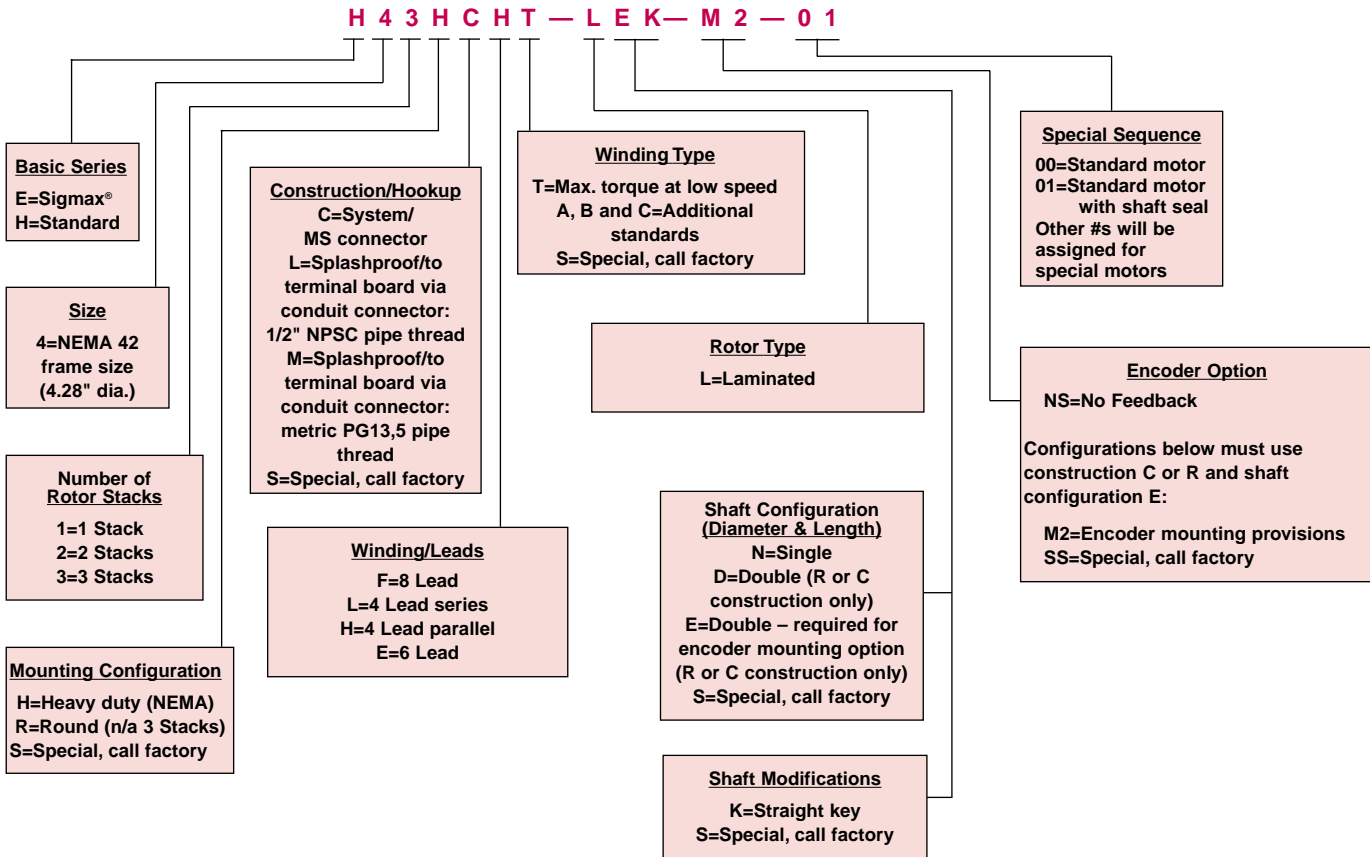 H 4 3 H C H T — L E K — M 2 — 01
Basic Series
E=Sigmax®
H=Standard
Size
4=NEMA 42
frame size
(4.28" dia.)
Number of
Rotor Stacks
1=1 Stack
2=2 Stacks
3=3 Stacks
Mounting Configuration
H=Heavy duty (NEMA)
R=Round (n/a 3 Stacks)
S=Special, call factory
Construction/Hookup
C=System/
MS connector
L=Splashproof/to
terminal board via
conduit connector:
1/2" NPSC pipe thread
M=Splashproof/to
terminal board via
conduit connector:
metric PG13,5 pipe
thread
S=Special, call factory
Winding/Leads
F=8 Lead
L=4 Lead series
H=4 Lead parallel
E=6 Lead
Winding Type
T=Max. torque at low speed
A, B and C=Additional
standards
S=Special, call factory
Rotor Type
L=Laminated
Shaft Configuration
(Diameter & Length)
N=Single
D=Double (R or C
construction only)
E=Double – required for
encoder mounting option
(R or C construction only)
S=Special, call factory
Shaft Modifications
K=Straight key
S=Special, call factory
Special Sequence
00=Standard motor
01=Standard motor
with shaft seal
Other #s will be
assigned for
special motors
Encoder Option
NS=No Feedback
Configurations below must use
construction C or R and shaft
configuration E:
M2=Encoder mounting provisions
SS=Special, call factory